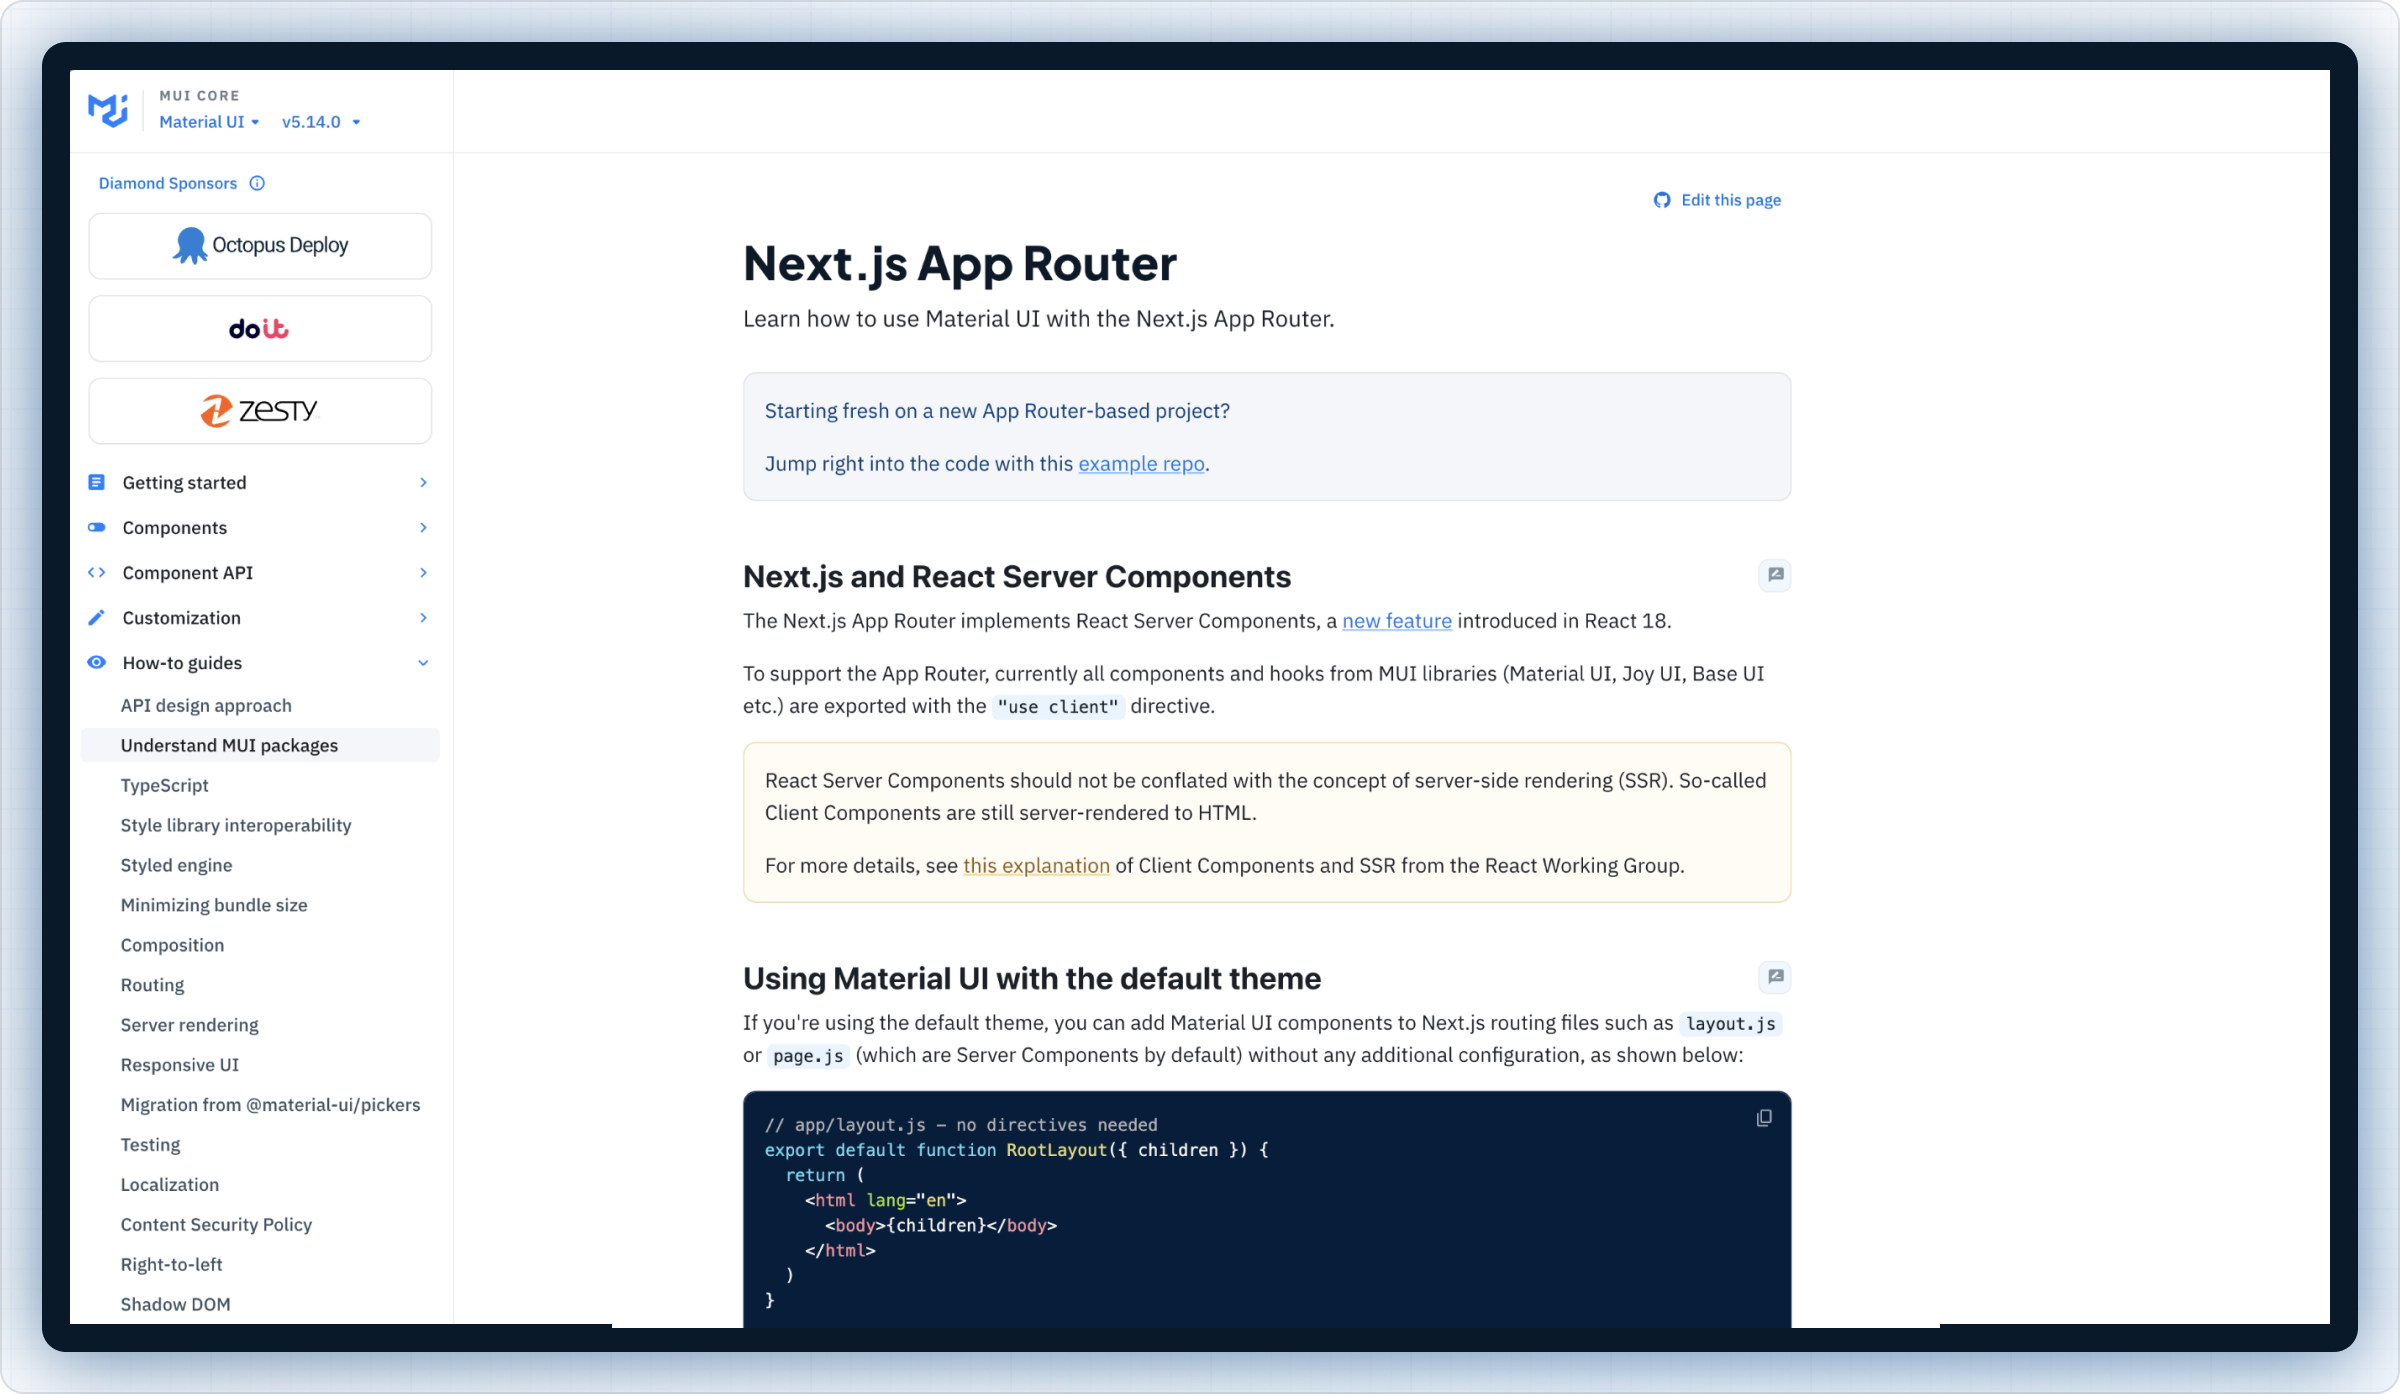 MUI CORE
Material UI
v5.14.0
Diamond Sponsors
Octopus Deploy
doit
ZESTY
Getting started
Components
Component API
Customization
How-to guides
API design approach
Understand MUI packages
TypeScript
Style library interoperability
Styled engine
Minimizing bundle size
Composition
Routing
Server rendering
Responsive UI
Migration from @material-ui/pickers
Testing
Localization
Content Security Policy
Right-to-left
Shadow DOM
Edit this page
Next.js App Router
Learn how to use Material UI with the Next.js App Router.
Starting fresh on a new App Router-based project?
Jump right into the code with this example repo.
Next.js and React Server Components
The Next.js App Router implements React Server Components, a new feature introduced in React 18.
To support the App Router, currently all components and hooks from MUI libraries (Material UI, Joy UI, Base UI
etc.) are exported with the "use client" directive.
React Server Components should not be conflated with the concept of server-side rendering (SSR). So-called
Client Components are still server-rendered to HTML.
For more details, see this explanation of Client Components and SSR from the React Working Group.
Using Material UI with the default theme
If you're using the default theme, you can add Material UI components to Next.js routing files such as layout.js
or page.js (which are Server Components by default) without any additional configuration, as shown below:
// app/layout.js – no directives needed
export default function RootLayout({ children }) {
  return (
    <html lang="en">
      <body>{children}</body>
    </html>
  )
}